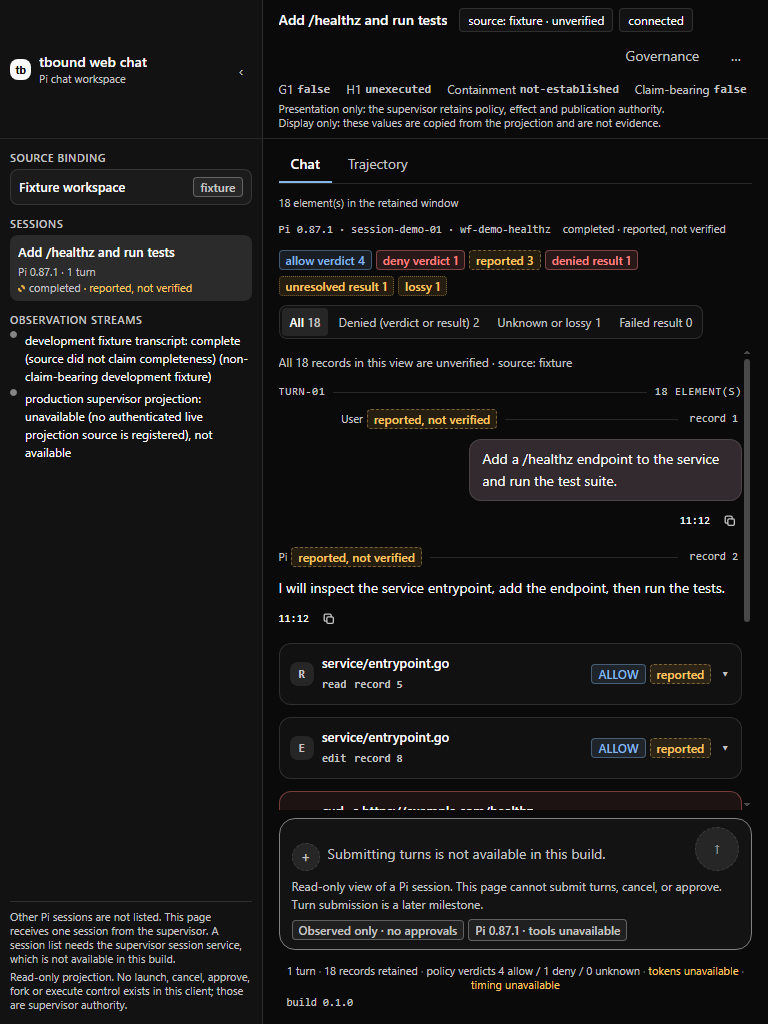 tb
tbound web chat
Pi chat workspace
‹
SOURCE BINDING
Fixture workspace
fixture
SESSIONS
Add /healthz and run tests
Pi 0.87.1 · 1 turn
completed · reported, not verified
OBSERVATION STREAMS
development fixture transcript: complete
(source did not claim completeness) (non-
claim-bearing development fixture)
production supervisor projection:
unavailable (no authenticated live
projection source is registered), not
available
Other Pi sessions are not listed. This page
receives one session from the supervisor. A
session list needs the supervisor session service,
which is not available in this build.
Read-only projection. No launch, cancel, approve,
fork or execute control exists in this client; those
are supervisor authority.
Add /healthz and run tests
source: fixture · unverified
connected
Governance
...
G1 false H1 unexecuted Containment not-established Claim-bearing false
Presentation only: the supervisor retains policy, effect and publication authority.
Display only: these values are copied from the projection and are not evidence.
Chat
Trajectory
18 element(s) in the retained window
Pi 0.87.1 · session-demo-01 · wf-demo-healthz completed · reported, not verified
allow verdict 4 deny verdict 1 reported 3 denied result 1
unresolved result 1 lossy 1
All 18 Denied (verdict or result) 2 Unknown or lossy 1 Failed result 0
All 18 records in this view are unverified · source: fixture
TURN-01 18 ELEMENT(S)
User reported, not verified record 1
Add a /healthz endpoint to the service
and run the test suite.
11:12
Pi reported, not verified record 2
I will inspect the service entrypoint, add the endpoint, then run the tests.
11:12
R
service/entrypoint.go
read record 5
ALLOW reported
E
service/entrypoint.go
edit record 8
ALLOW reported
+
Submitting turns is not available in this build.
↑
Read-only view of a Pi session. This page cannot submit turns, cancel, or approve.
Turn submission is a later milestone.
Observed only · no approvals Pi 0.87.1 · tools unavailable
1 turn · 18 records retained · policy verdicts 4 allow / 1 deny / 0 unknown · tokens unavailable ·
timing unavailable
build 0.1.0